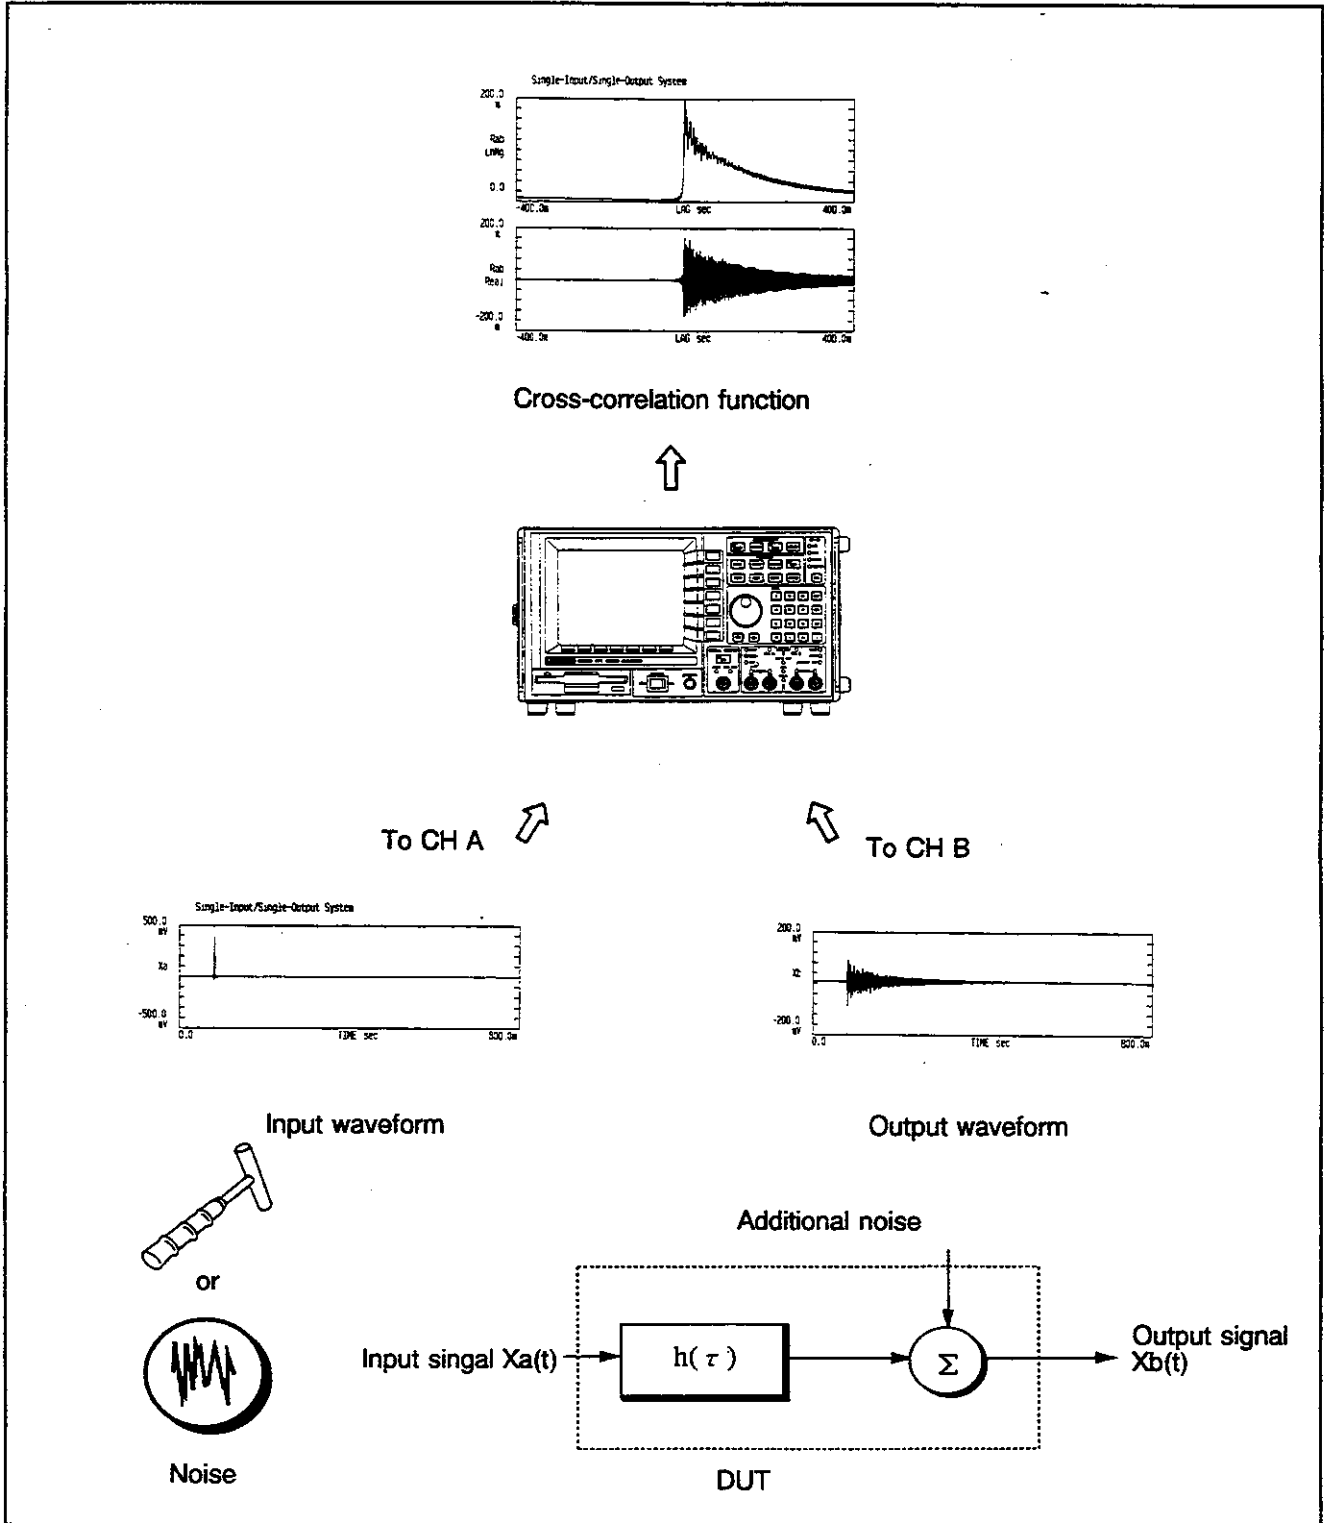 Single-Input/Single-Output System
200.0
m
Rab
LnMg
0.0
-400.0m LAG sec 400.0m
200.0
m
Rab
Real
-200.0
m
-400.0m LAG sec 400.0m
Cross-correlation function
To CH A
To CH B
Single-Input/Single-Output System
500.0
mV
Xa
-500.0
mV
0.0 TIME sec 800.0m
200.0
mV
-200.0
mV
0.0 TIME sec 800.0m
Input waveform
Output waveform
or
Noise
Additional noise
Input singal Xa(t)
h( τ )
Σ
Output signal
Xb(t)
DUT